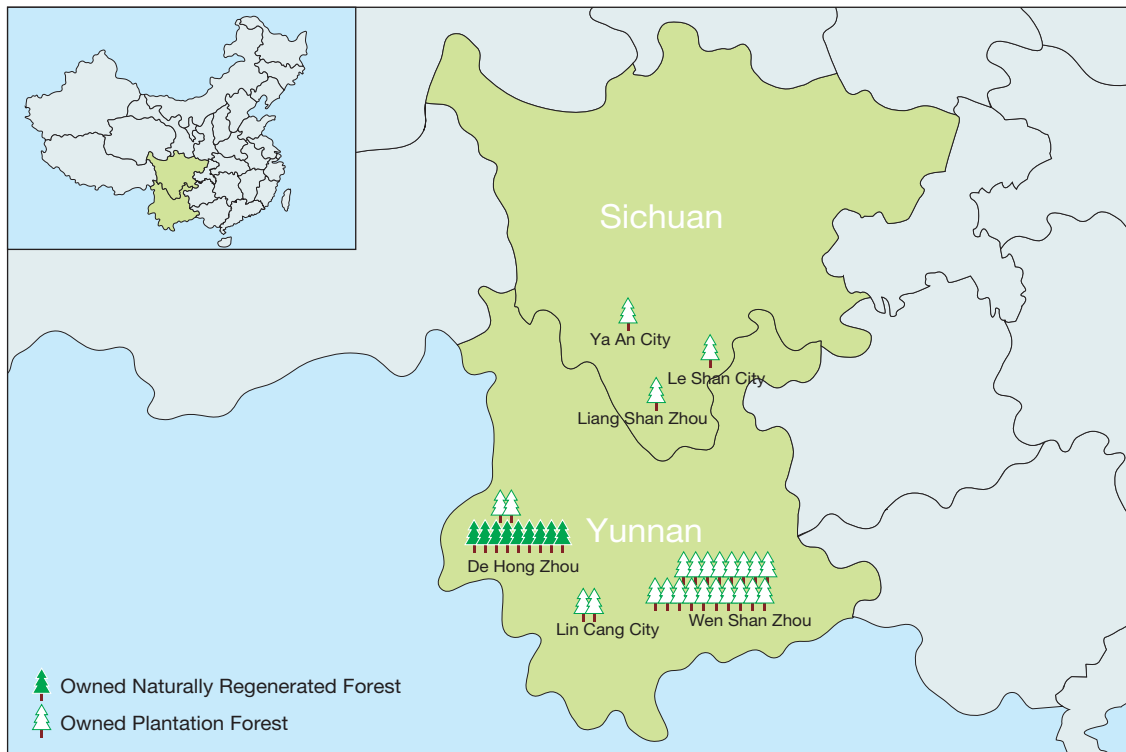 Sichuan
Ya An City
Le Shan City
Liang Shan Zhou
Yunnan
De Hong Zhou
Wen Shan Zhou
Lin Cang City
Owned Naturally Regenerated Forest
Owned Plantation Forest